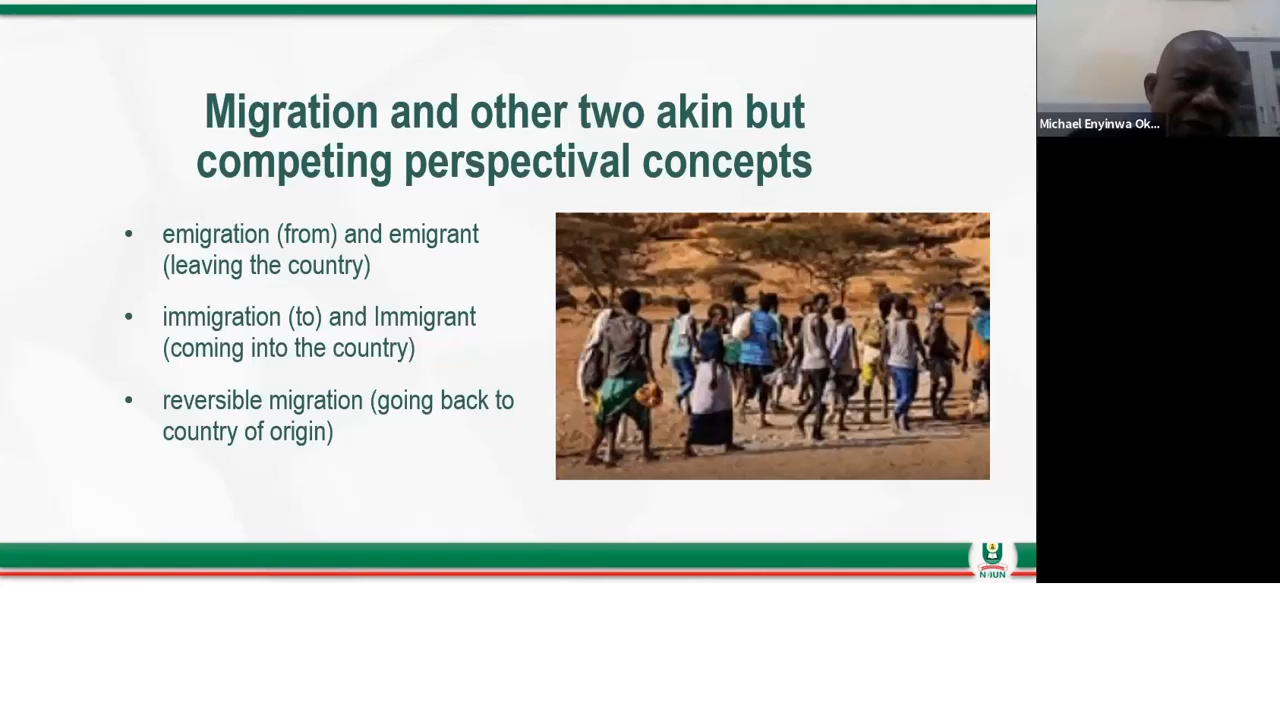 Migration and other two akin but
competing perspectival concepts
• emigration (from) and emigrant
(leaving the country)
• immigration (to) and Immigrant
(coming into the country)
• reversible migration (going back to
country of origin)
Michael Enyinwa Ok...
NOUN